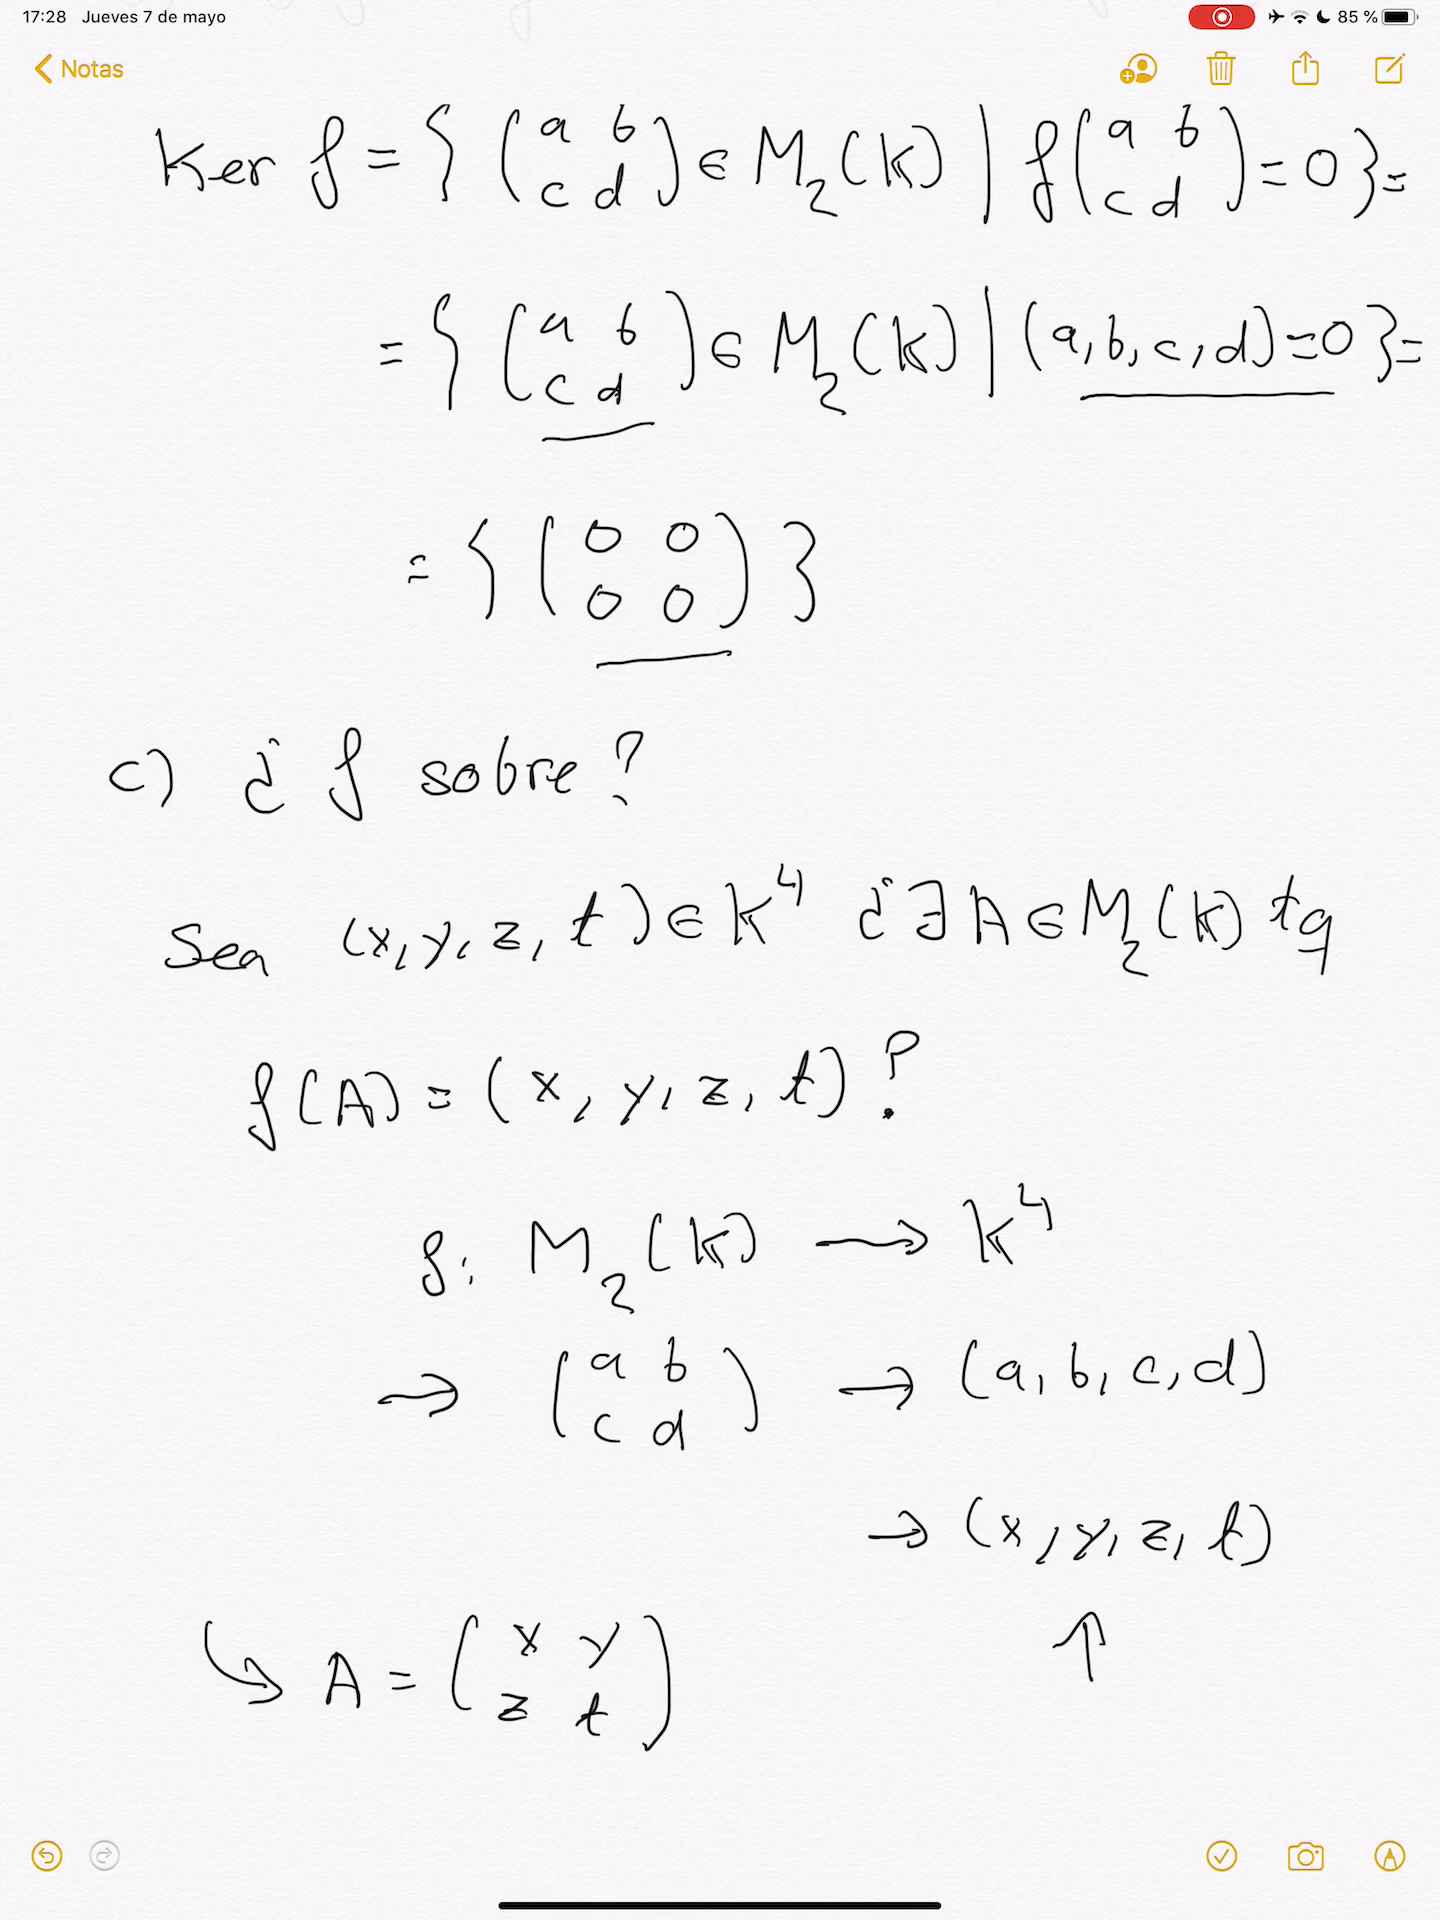 17:28 Jueves 7 de mayo 85 %
Notas
Ker f = { (a b c d) ∈ M₂(K) | f(a b c d) = 0 } =
= { (a b c d) ∈ M₂(K) | (a, b, c, d) = 0 } =
= { (0 0 0 0) }
c) ¿ f sobre ?
Sea (x, y, z, t) ∈ K⁴ ¿ ∃ A ∈ M₂(K) tq
f(A) = (x, y, z, t) ?
f: M₂(K) → K⁴
→ (a b c d) → (a, b, c, d)
→ (x, y, z, t)
↳ A = (x y z t) ↑